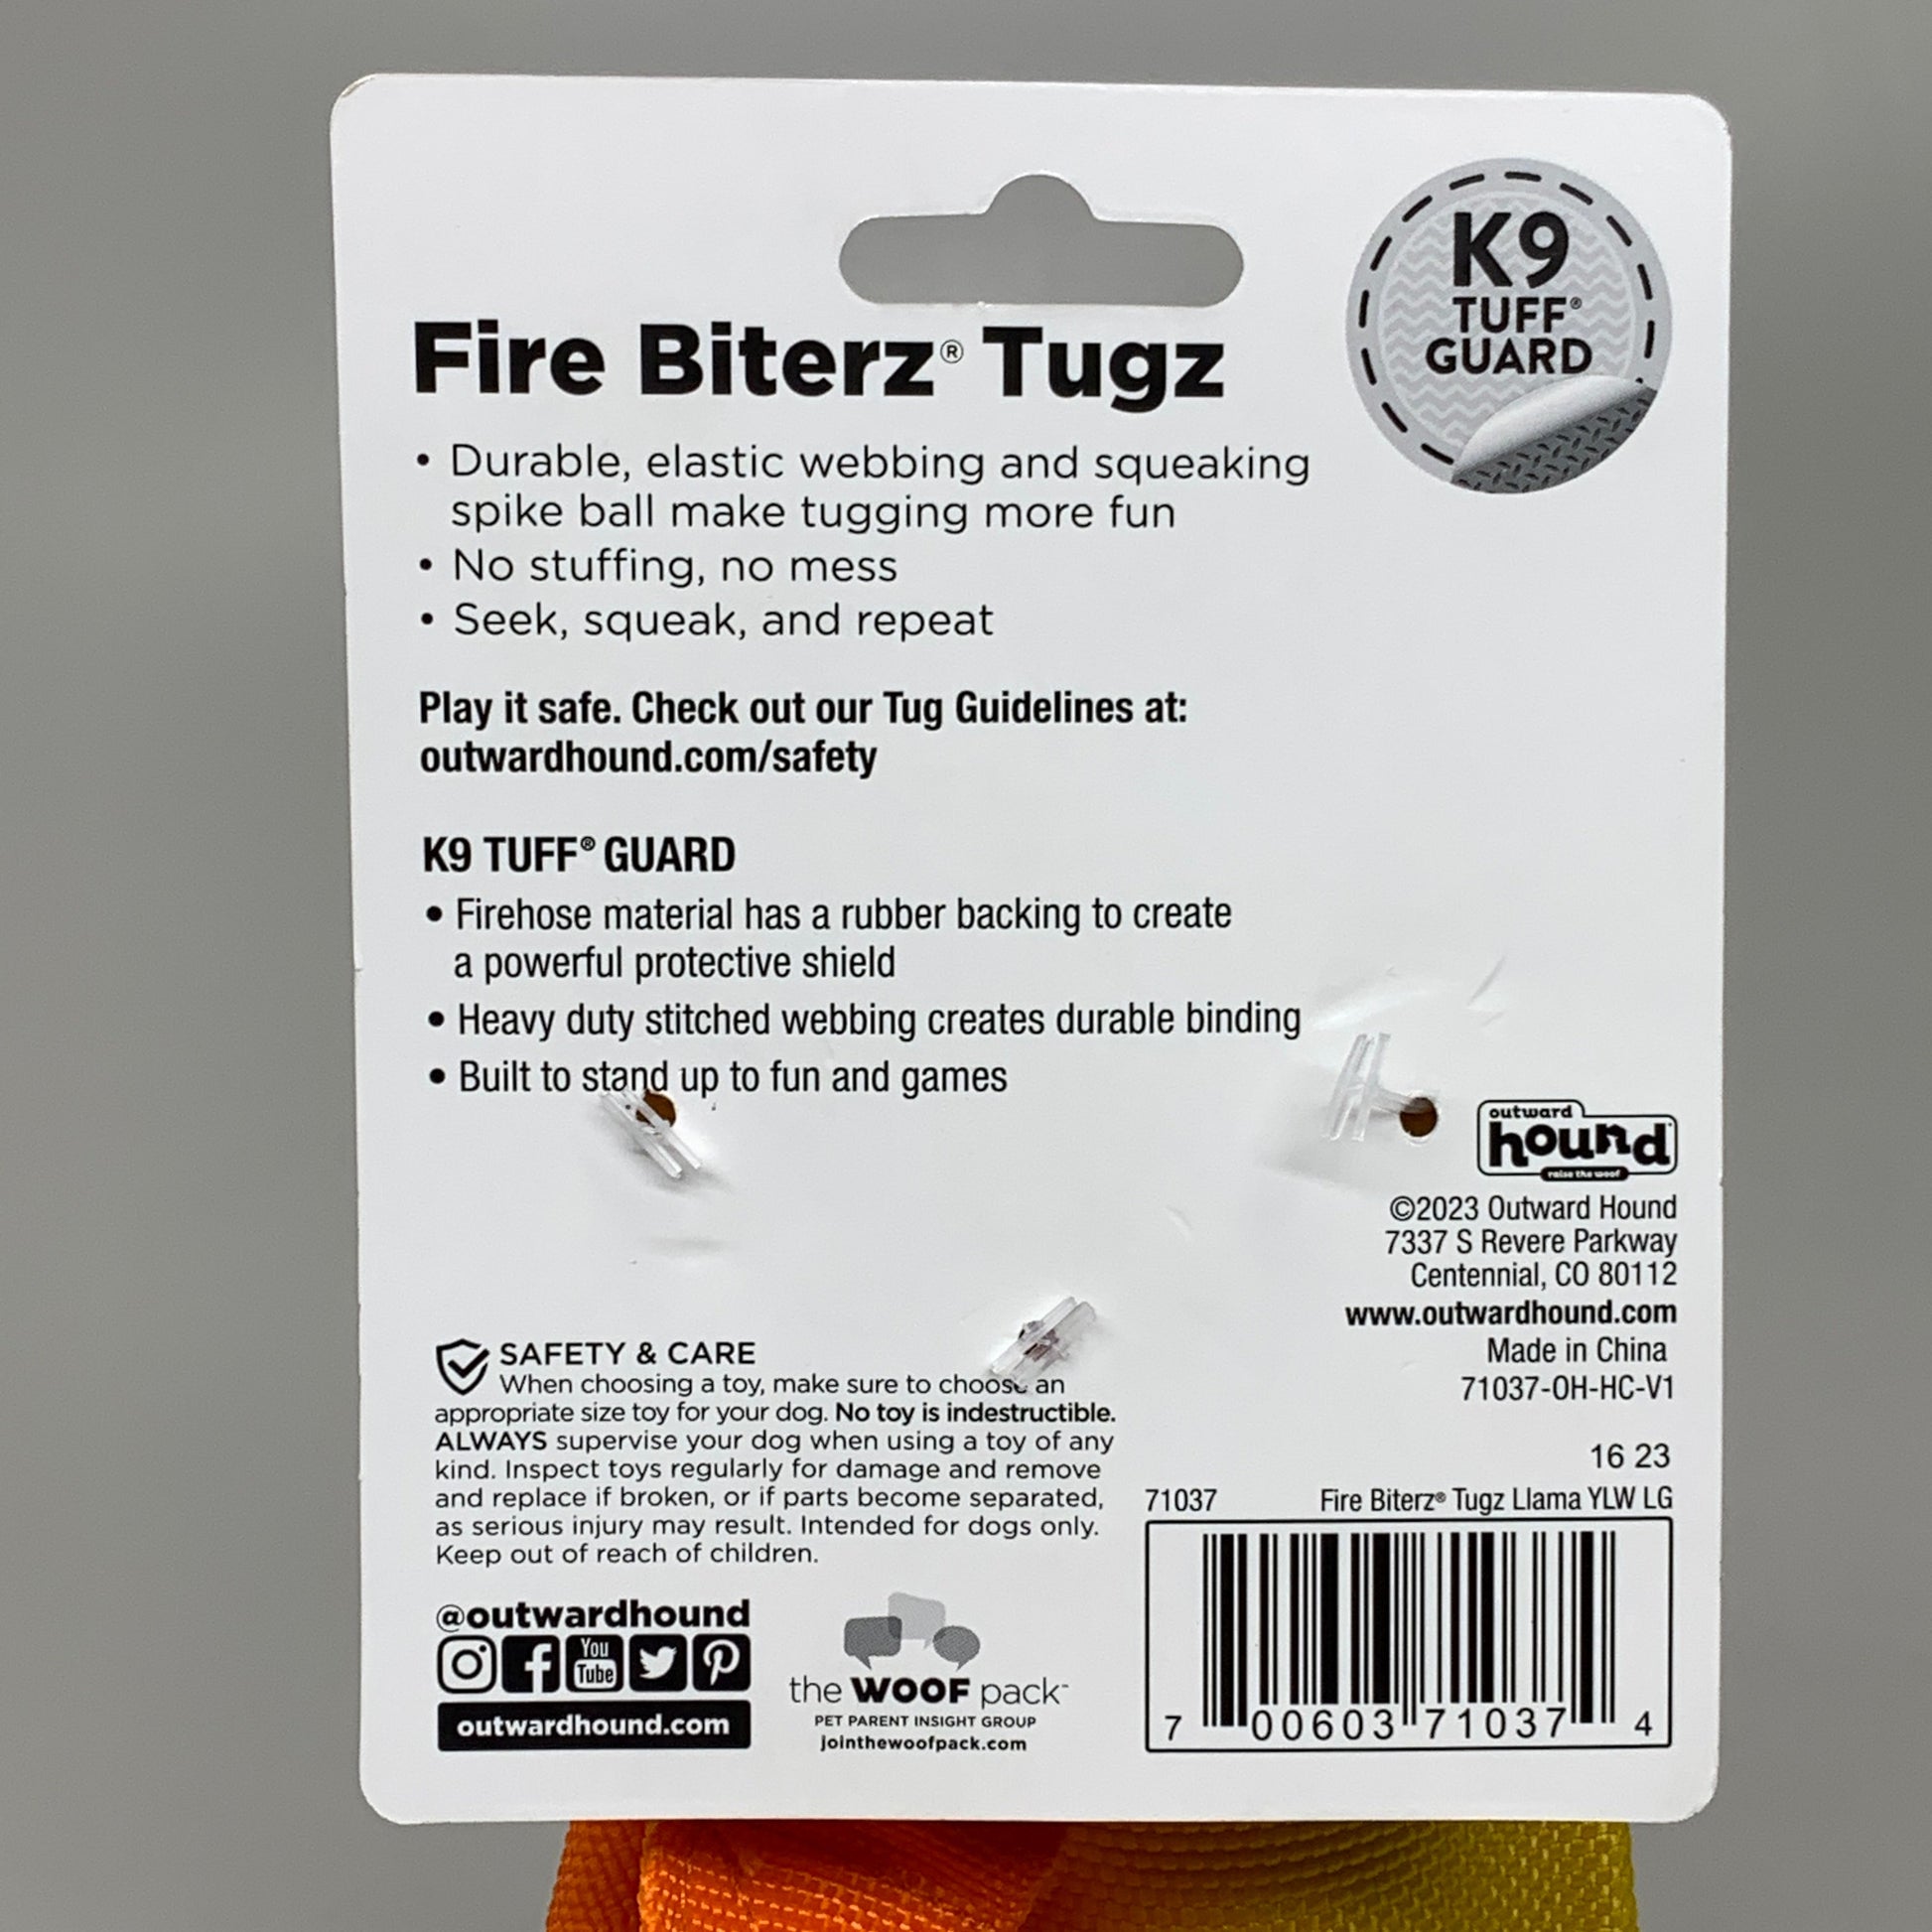 K9
TUFF®
GUARD
Fire Biterz® Tugz
• Durable, elastic webbing and squeaking
spike ball make tugging more fun
• No stuffing, no mess
• Seek, squeak, and repeat
Play it safe. Check out our Tug Guidelines at:
outwardhound.com/safety
K9 TUFF® GUARD
• Firehose material has a rubber backing to create
a powerful protective shield
• Heavy duty stitched webbing creates durable binding
• Built to stand up to fun and games
outward
hound
raise the woof
©2023 Outward Hound
7337 S Revere Parkway
Centennial, CO 80112
www.outwardhound.com
Made in China
71037-OH-HC-V1
16 23
SAFETY & CARE
When choosing a toy, make sure to choose an
appropriate size toy for your dog. No toy is indestructible.
ALWAYS supervise your dog when using a toy of any
kind. Inspect toys regularly for damage and remove
and replace if broken, or if parts become separated,
as serious injury may result. Intended for dogs only.
Keep out of reach of children.
71037 Fire Biterz® Tugz Llama YLW LG
7 00603 71037 4
@outwardhound
You
Tube
outwardhound.com
the WOOF pack™
PET PARENT INSIGHT GROUP
jointhewoofpack.com